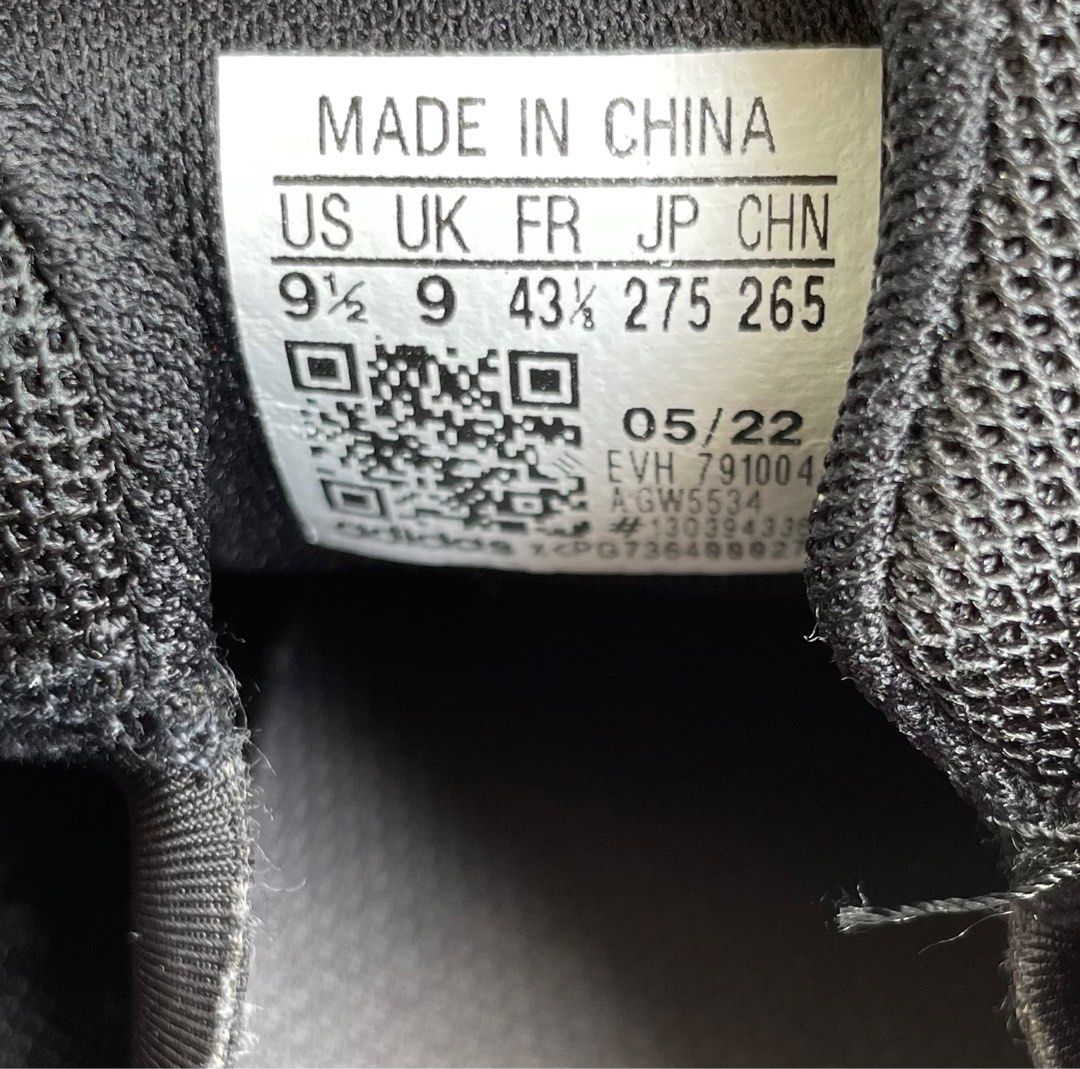 MADE IN CHINA
US UK FR JP CHN
9½ 9 43⅓ 275 265
05/22
EVH 791004
A:GW5534
adidas